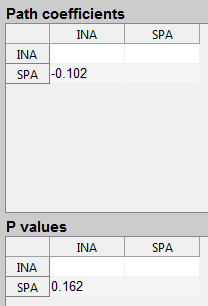 Path coefficients
INA SPA
INA
SPA -0.102
P values
INA SPA
INA
SPA 0.162